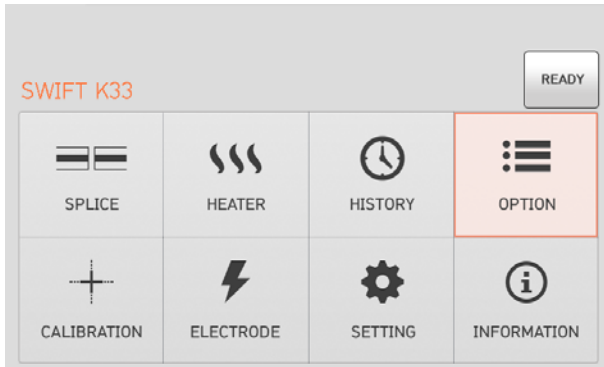 READY
SWIFT K33
SPLICE HEATER HISTORY OPTION
CALIBRATION ELECTRODE SETTING INFORMATION